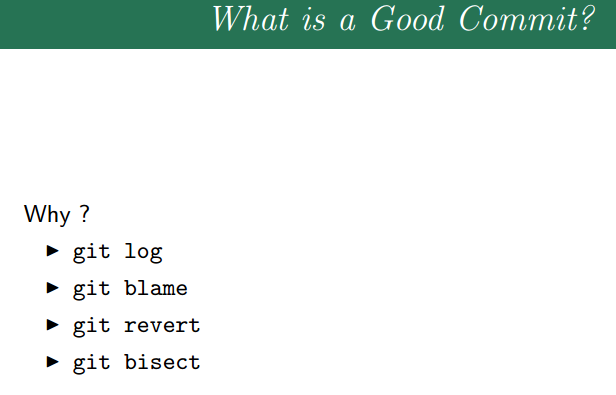 What is a Good Commit?
Why ?
▶ git log
▶ git blame
▶ git revert
▶ git bisect